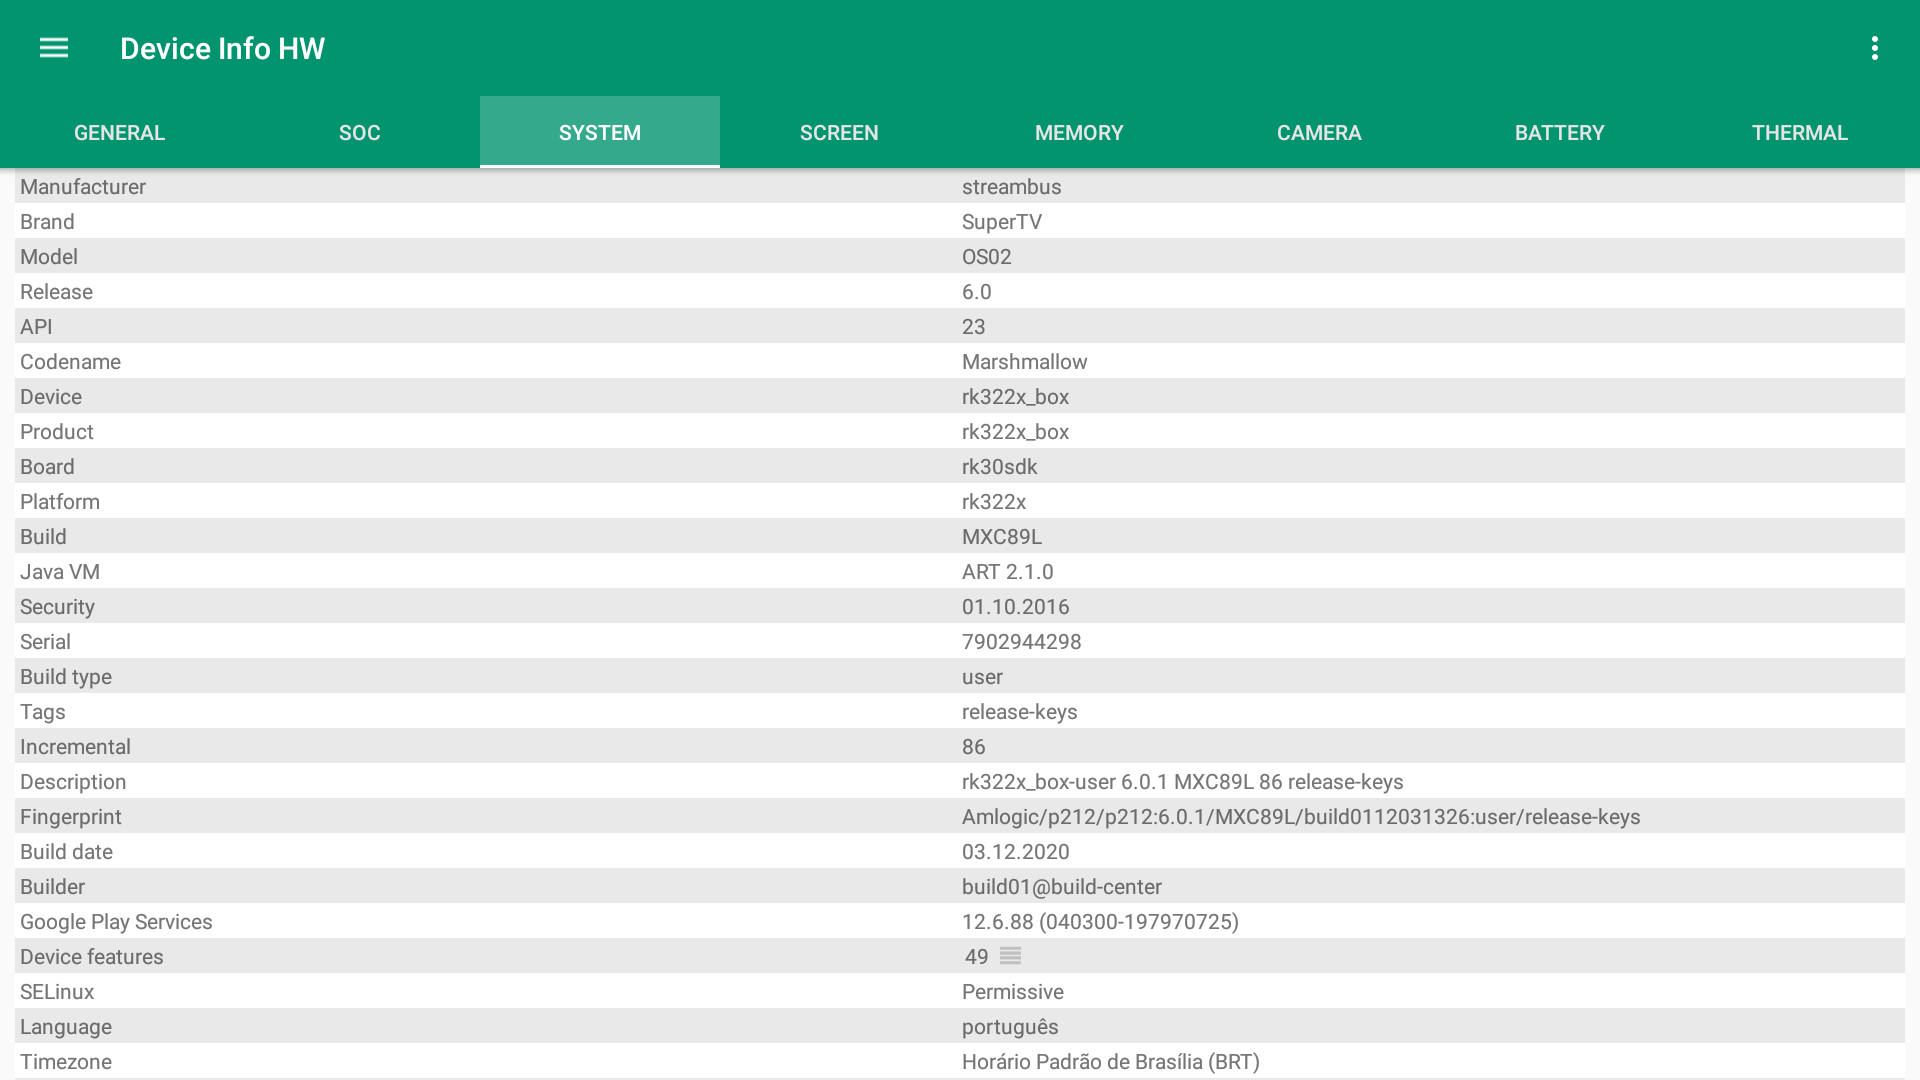 Device Info HW
GENERAL SOC SYSTEM SCREEN MEMORY CAMERA BATTERY THERMAL
Manufacturer streambus
Brand SuperTV
Model OS02
Release 6.0
API 23
Codename Marshmallow
Device rk322x_box
Product rk322x_box
Board rk30sdk
Platform rk322x
Build MXC89L
Java VM ART 2.1.0
Security 01.10.2016
Serial 7902944298
Build type user
Tags release-keys
Incremental 86
Description rk322x_box-user 6.0.1 MXC89L 86 release-keys
Fingerprint Amlogic/p212/p212:6.0.1/MXC89L/build0112031326:user/release-keys
Build date 03.12.2020
Builder build01@build-center
Google Play Services 12.6.88 (040300-197970725)
Device features 49
SELinux Permissive
Language português
Timezone Horário Padrão de Brasília (BRT)